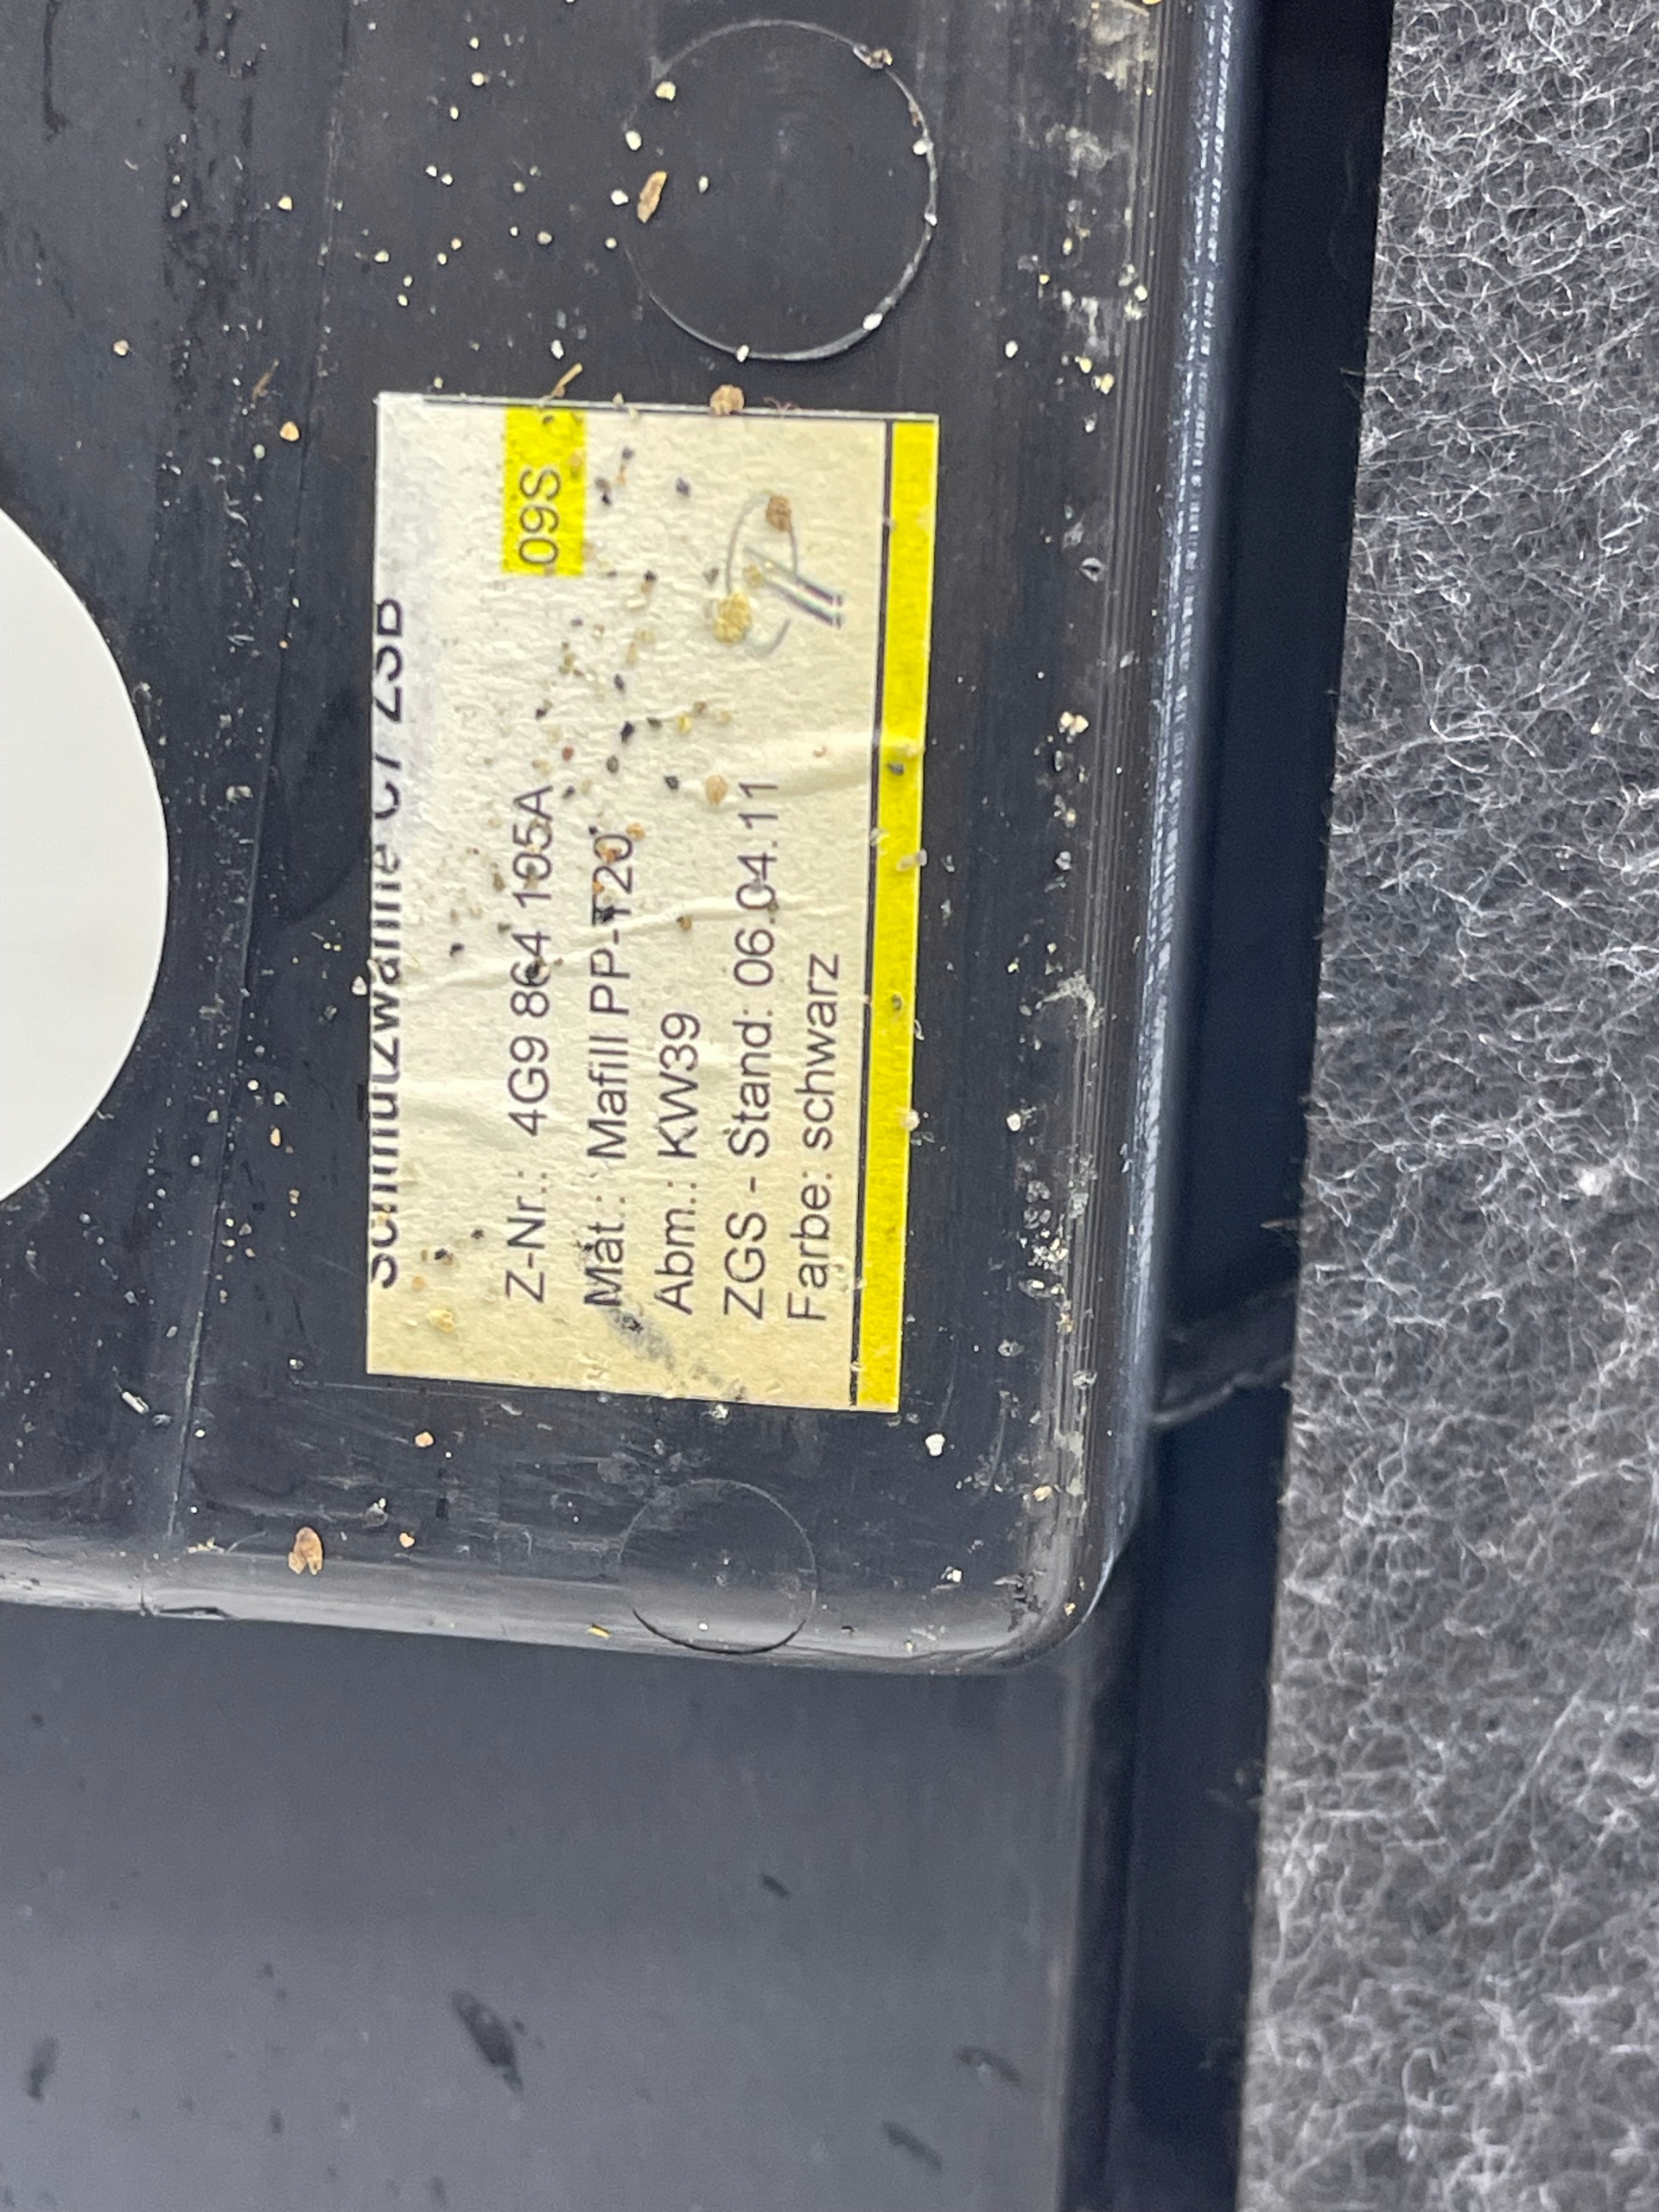 Schmutzwanne C7 ZSB
Z-Nr.: 4G9 864 105A 09S
Mat.: Mafill PP-T20
Abm.: KW39
ZGS - Stand: 06.04.11
Farbe: schwarz